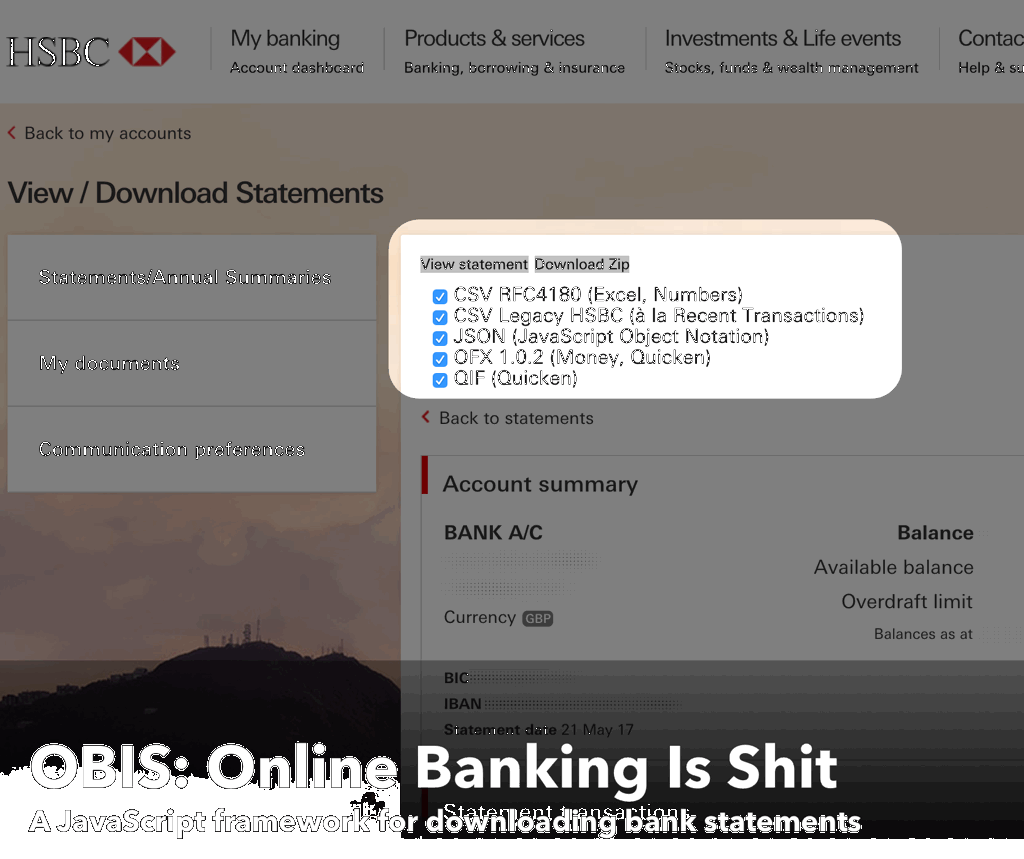 HSBC
My banking
Account dashboard
Products & services
Banking, borrowing & insurance
Investments & Life events
Stocks, funds & wealth management
Contac
Help & su
Back to my accounts
View / Download Statements
Statements/Annual Summaries
My documents
Communication preferences
View statement Download Zip
CSV RFC4180 (Excel, Numbers)
CSV Legacy HSBC (à la Recent Transactions)
JSON (JavaScript Object Notation)
OFX 1.0.2 (Money, Quicken)
QIF (Quicken)
Back to statements
Account summary
BANK A/C
Balance
Available balance
Currency GBP
Overdraft limit
Balances as at
BIC
IBAN
Statement date 21 May 17
OBIS: Online Banking Is Shit
Statement transactions
A JavaScript framework for downloading bank statements